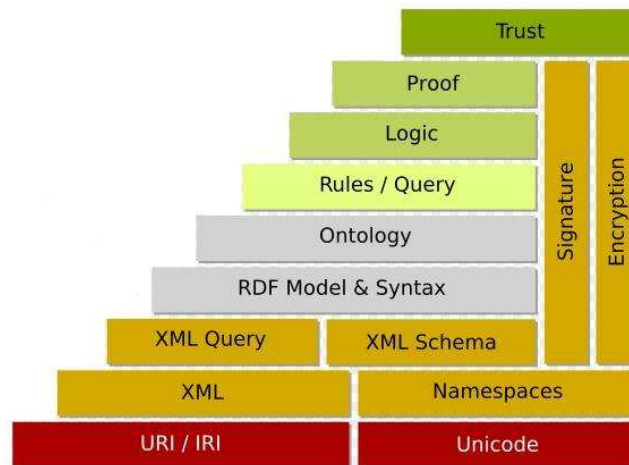 Trust
Proof
Logic
Rules / Query
Ontology
RDF Model & Syntax
Signature
Encryption
XML Query
XML Schema
XML
Namespaces
URI / IRI
Unicode